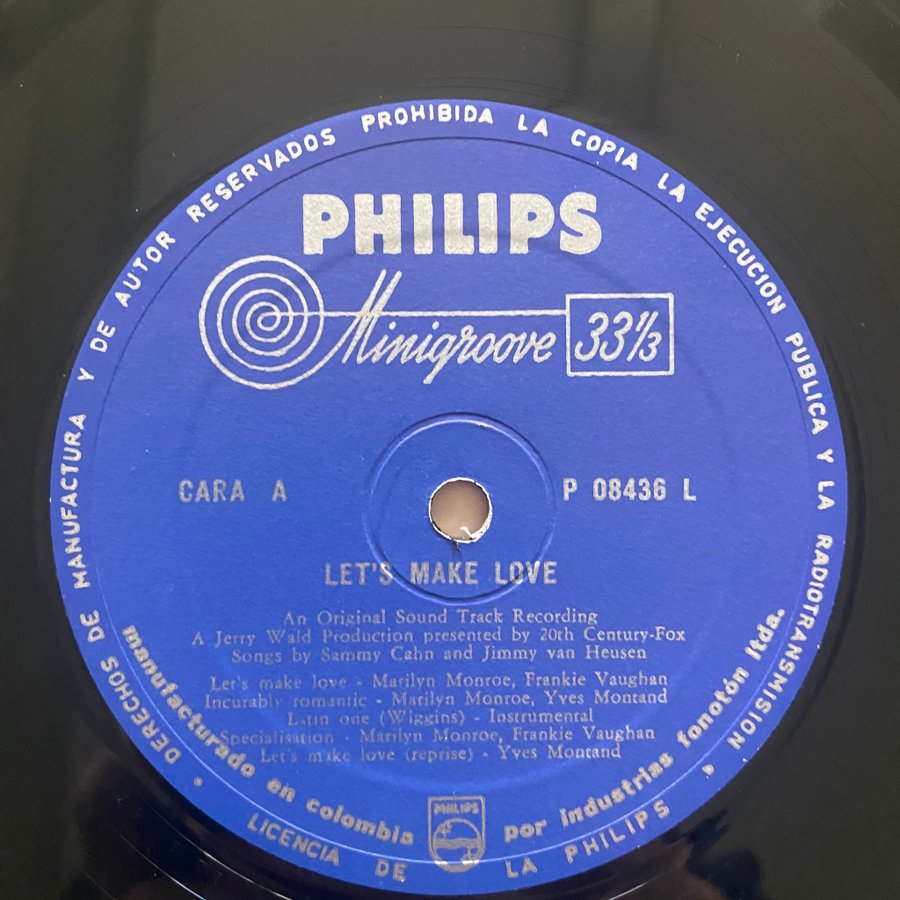 DERECHOS DE MANUFACTURA Y DE AUTOR RESERVADOS PROHIBIDA LA COPIA LA EJECUCION PUBLICA Y LA RADIOTRANSMISION
PHILIPS
Minigroove 33⅓
CARA A
P 08436 L
LET'S MAKE LOVE
An Original Sound Track Recording
A Jerry Wald Production presented by 20th Century-Fox
Songs by Sammy Cahn and Jimmy van Heusen
Let's make love - Marilyn Monroe, Frankie Vaughan
Incurably romantic - Marilyn Monroe, Yves Montand
Latin one (Wiggins) - Instrumental
Specialisation - Marilyn Monroe, Frankie Vaughan
Let's make love (reprise) - Yves Montand
manufacturado en colombia por industrias fonotón ltda.
PHILIPS
LICENCIA DE LA PHILIPS